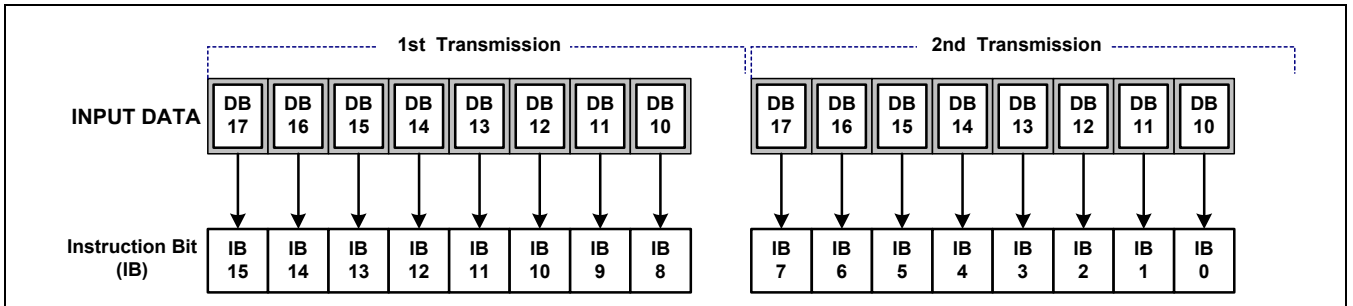 1st Transmission 2nd Transmission
INPUT DATA DB 17 DB 16 DB 15 DB 14 DB 13 DB 12 DB 11 DB 10 DB 17 DB 16 DB 15 DB 14 DB 13 DB 12 DB 11 DB 10
Instruction Bit (IB) IB 15 IB 14 IB 13 IB 12 IB 11 IB 10 IB 9 IB 8 IB 7 IB 6 IB 5 IB 4 IB 3 IB 2 IB 1 IB 0